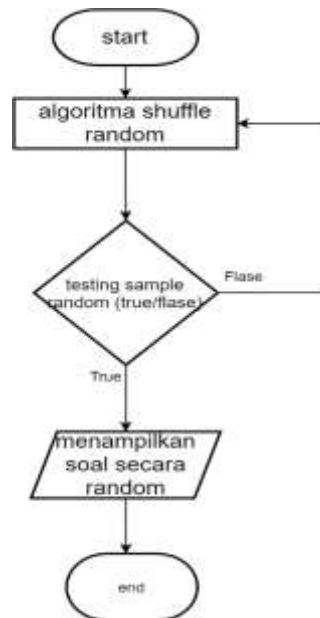 start
algoritma shuffle
random
testing sample
random (true/flase)
Flase
True
menampilkan
soal secara
random
end